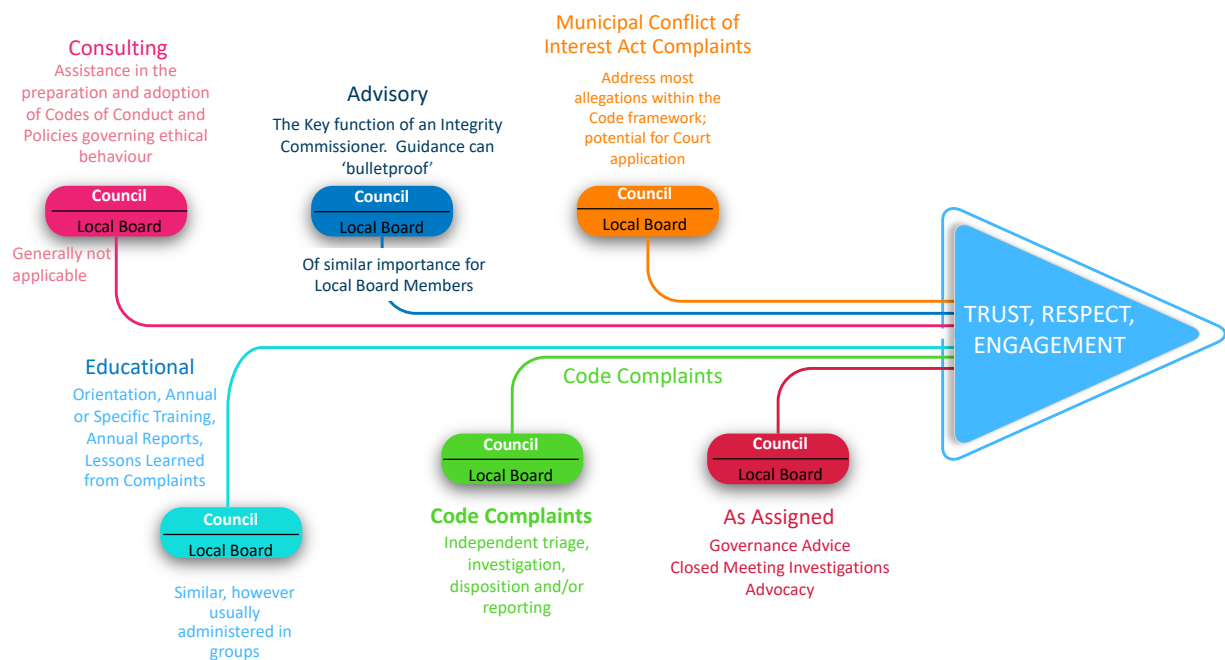 Consulting
Assistance in the
preparation and adoption
of Codes of Conduct and
Policies governing ethical
behaviour
Council
Local Board
Generally not
applicable
Advisory
The Key function of an Integrity
Commissioner.  Guidance can
‘bulletproof’
Council
Local Board
Of similar importance for
Local Board Members
Municipal Conflict of
Interest Act Complaints
Address most
allegations within the
Code framework;
potential for Court
application
Council
Local Board
TRUST, RESPECT,
ENGAGEMENT
Educational
Orientation, Annual
or Specific Training,
Annual Reports,
Lessons Learned
from Complaints
Council
Local Board
Similar, however
usually
administered in
groups
Code Complaints
Council
Local Board
Code Complaints
Independent triage,
investigation,
disposition and/or
reporting
Council
Local Board
As Assigned
Governance Advice
Closed Meeting Investigations
Advocacy